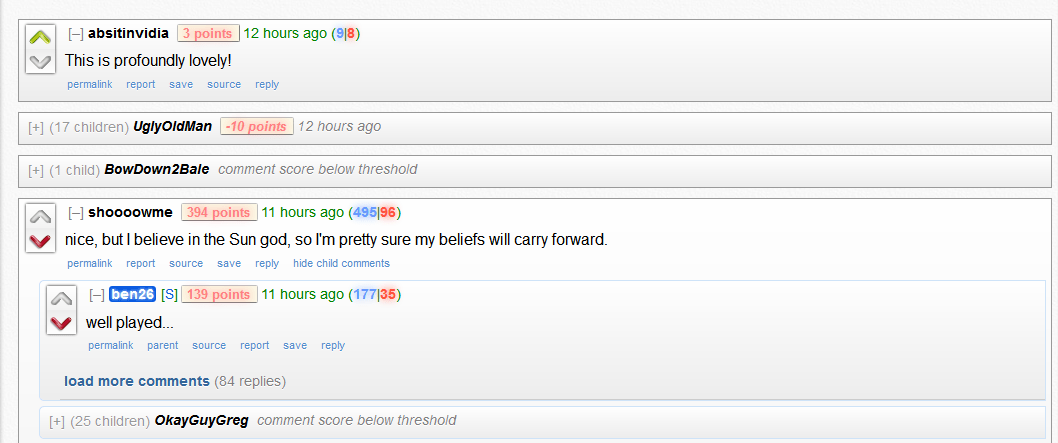 [–] absitinvidia 3 points 12 hours ago (9|8)
This is profoundly lovely!
permalink report save source reply
[+] (17 children) UglyOldMan -10 points 12 hours ago
[+] (1 child) BowDown2Bale comment score below threshold
[–] shoooowme 394 points 11 hours ago (495|96)
nice, but I believe in the Sun god, so I'm pretty sure my beliefs will carry forward.
permalink report source save reply hide child comments
[–] ben26 [S] 139 points 11 hours ago (177|35)
well played...
permalink parent source report save reply
load more comments (84 replies)
[+] (25 children) OkayGuyGreg comment score below threshold